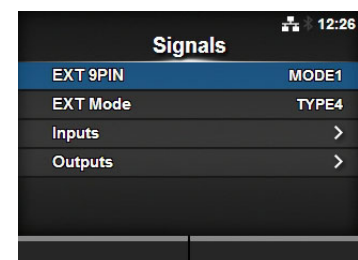 12:26
Signals
EXT 9PIN MODE1
EXT Mode TYPE4
Inputs >
Outputs >